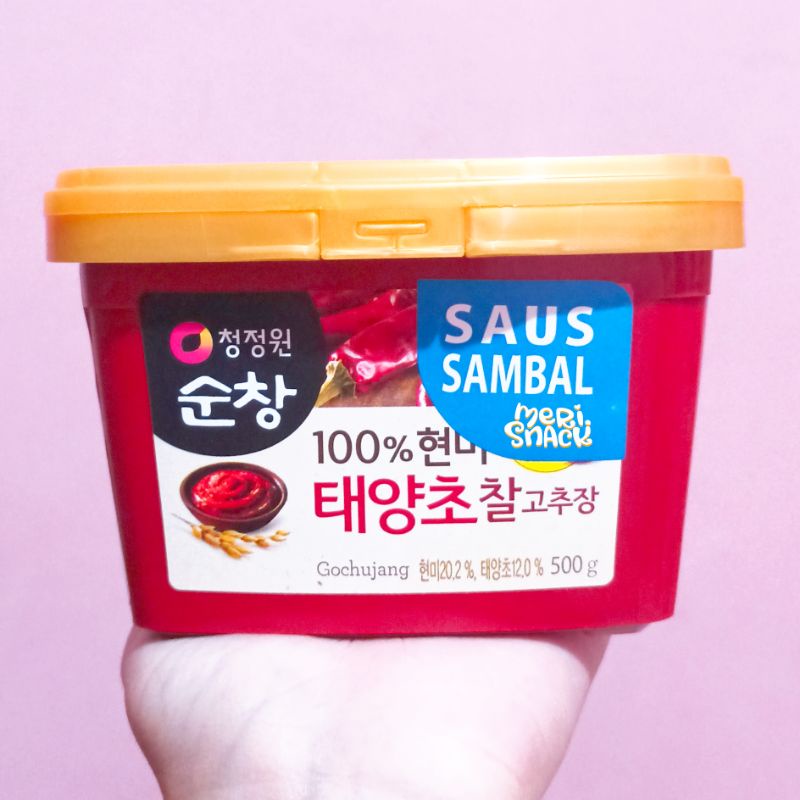 청정원
순창
SAUS
SAMBAL
MERI
SNACK
100%현미
태양초찰고추장
Gochujang 현미20.2 %, 태양초12.0 % 500 g